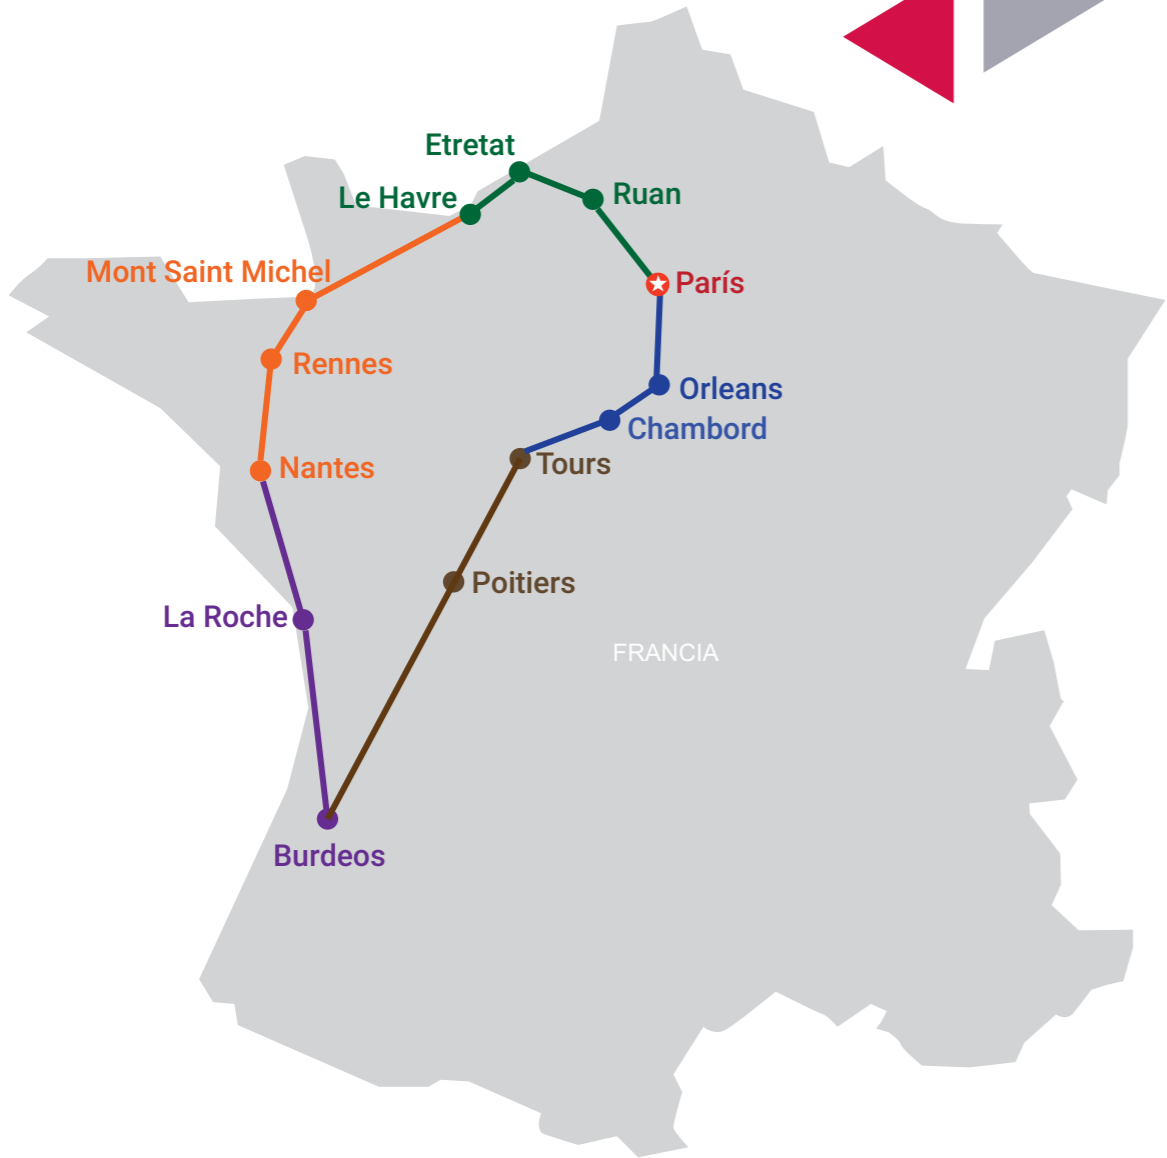 Etretat
Ruan
Le Havre
Mont Saint Michel
París
Rennes
Orleans
Chambord
Nantes
Tours
Poitiers
La Roche
FRANCIA
Burdeos